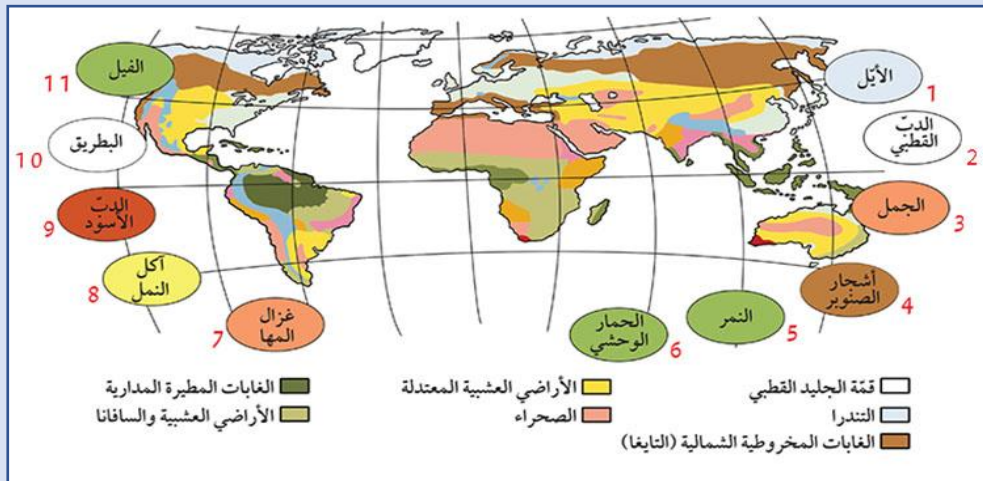 الفيل
11
الأيّل
1
البطريق
10
الدبّ
القطبي
2
الدبّ
الأسود
9
الجمل
3
آكل
النمل
8
أشجار
الصنوبر
4
غزال
المها
7
الحمار
الوحشي
6
النمر
5
قمّة الجليد القطبي
الأراضي العشبية المعتدلة
الغابات المطيرة المدارية
التندرا
الصحراء
الأراضي العشبية والسافانا
الغابات المخروطية الشمالية (التايغا)